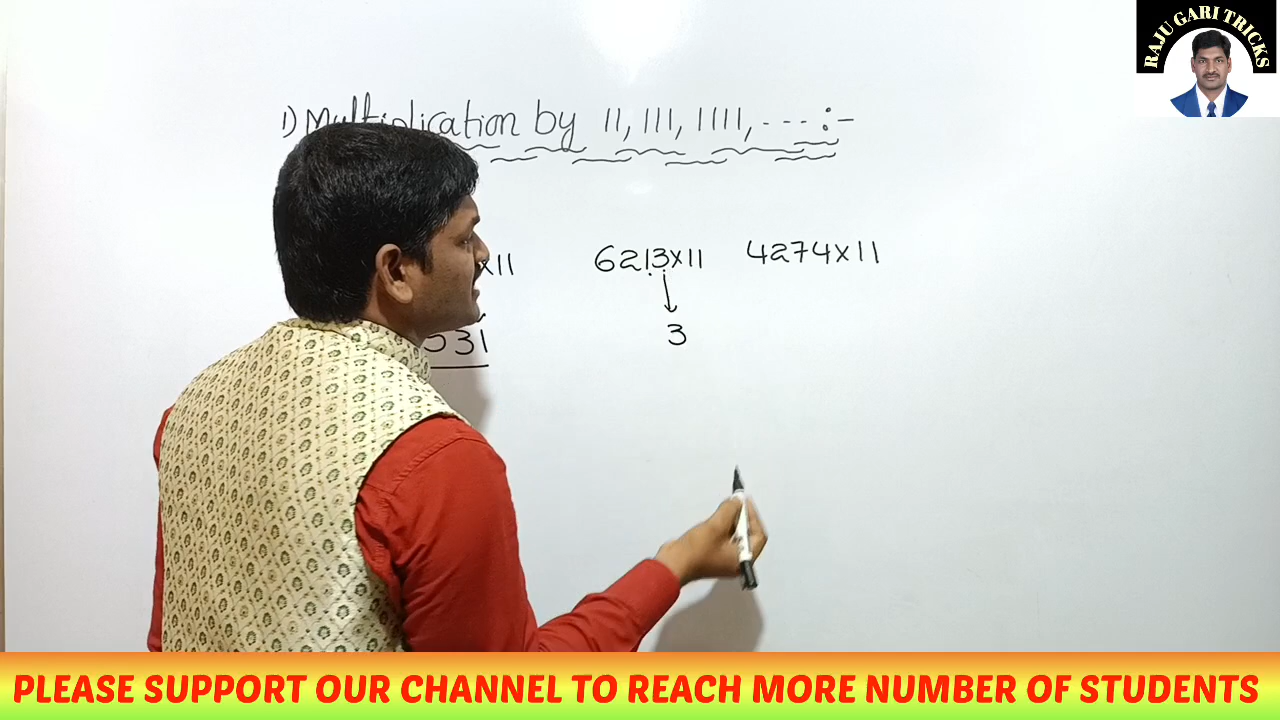 RAJU GARI TRICKS
1) Multiplication by 11, 111, 1111, --- :-
x11 6213x11 4274x11
31 3
PLEASE SUPPORT OUR CHANNEL TO REACH MORE NUMBER OF STUDENTS